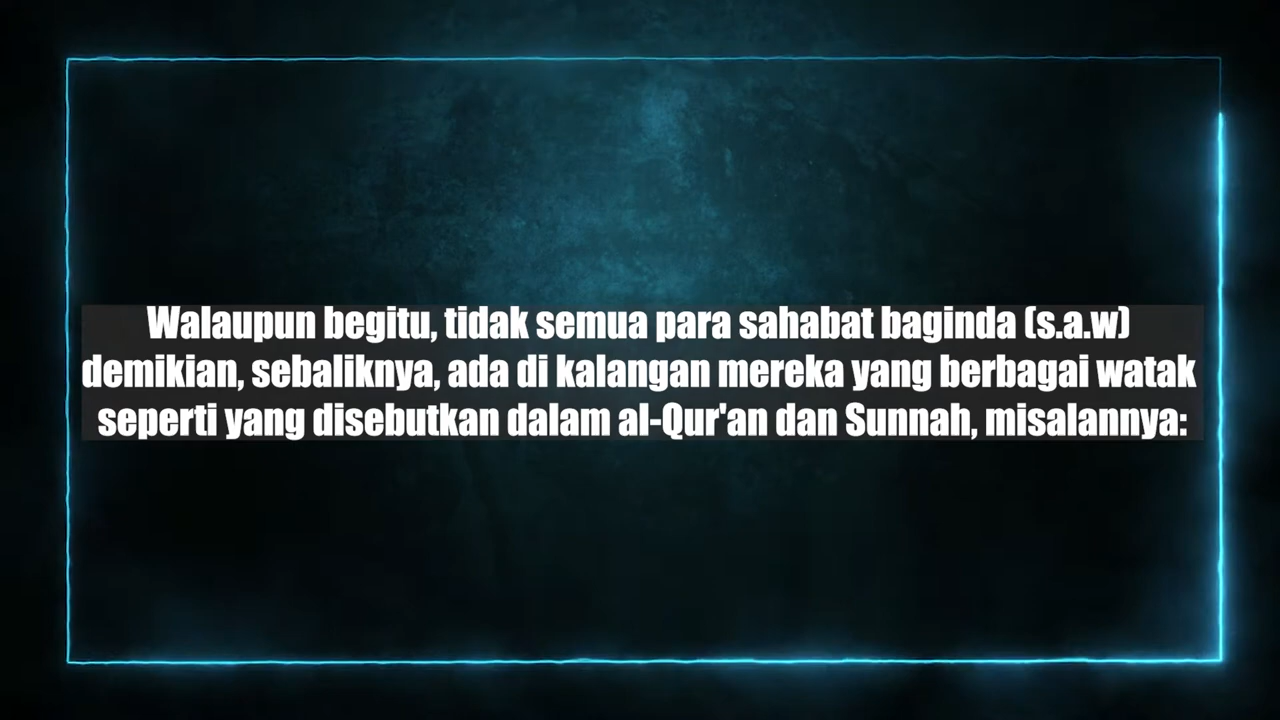 Walaupun begitu, tidak semua para sahabat baginda (s.a.w)
demikian, sebaliknya, ada di kalangan mereka yang berbagai watak
seperti yang disebutkan dalam al-Qur'an dan Sunnah, misalannya: